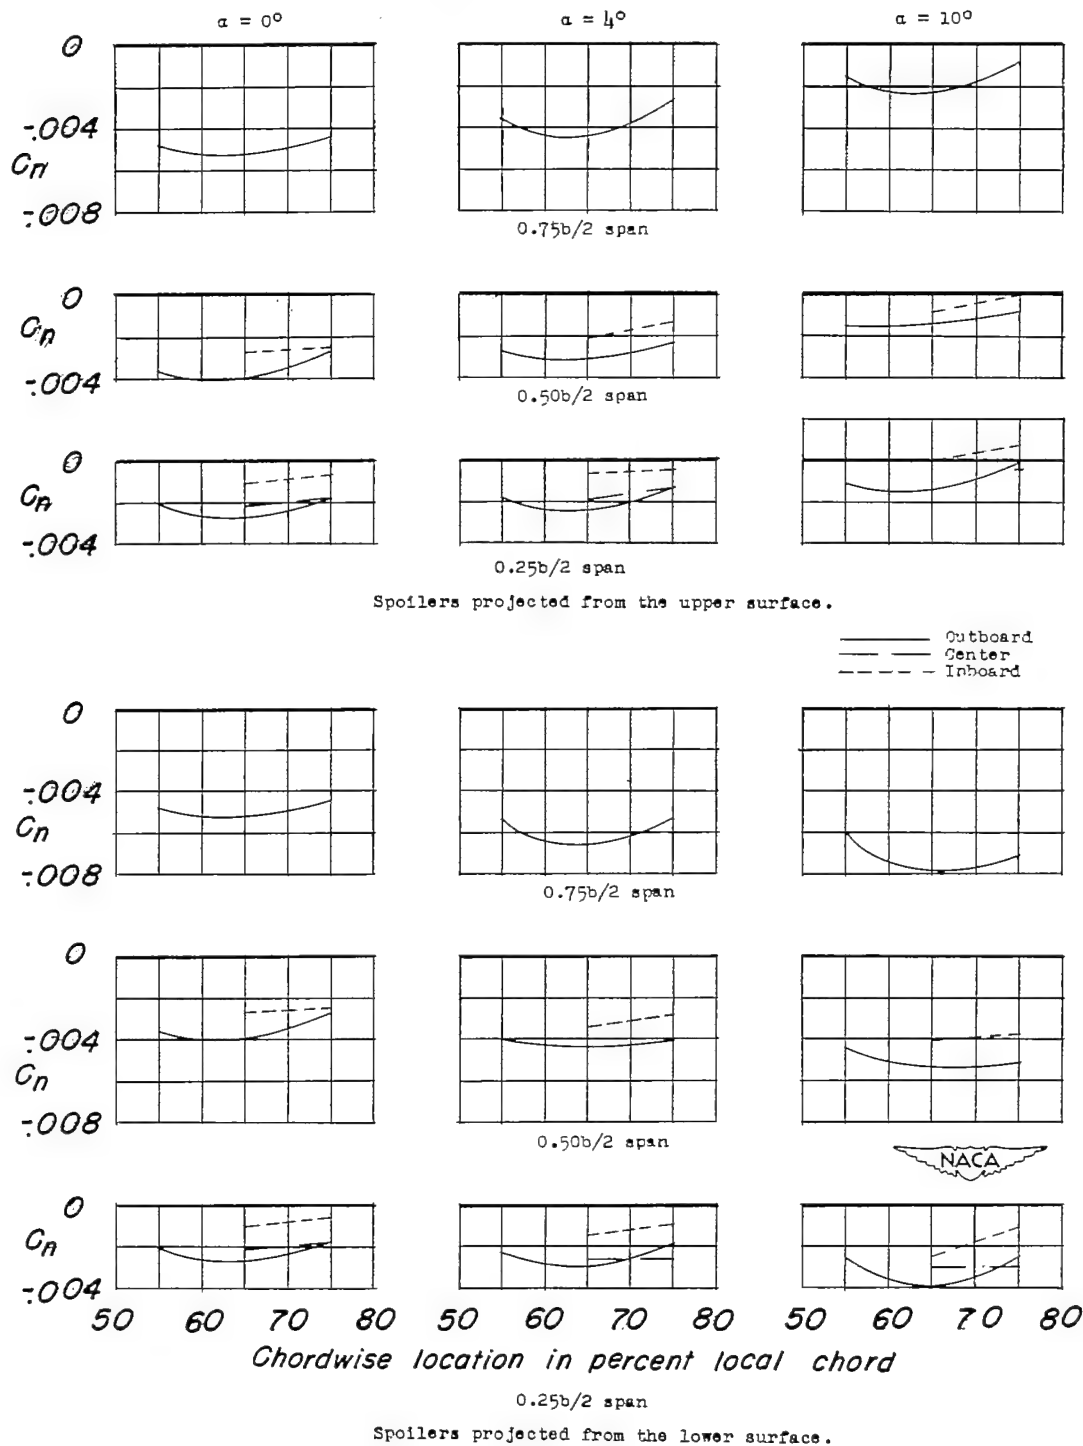 α = 0° α = 4° α = 10°
0
-.004
Cn
-.008
0.75b/2 span
0
Cn
-.004
0.50b/2 span
0
Cn
-.004
0.25b/2 span
Spoilers projected from the upper surface.
Outboard
Center
Inboard
0
-.004
Cn
-.008
0.75b/2 span
0
-.004
Cn
-.008
0.50b/2 span
NACA
0
Cn
-.004
50 60 70 80 50 60 70 80 50 60 70 80
Chordwise location in percent local chord
0.25b/2 span
Spoilers projected from the lower surface.